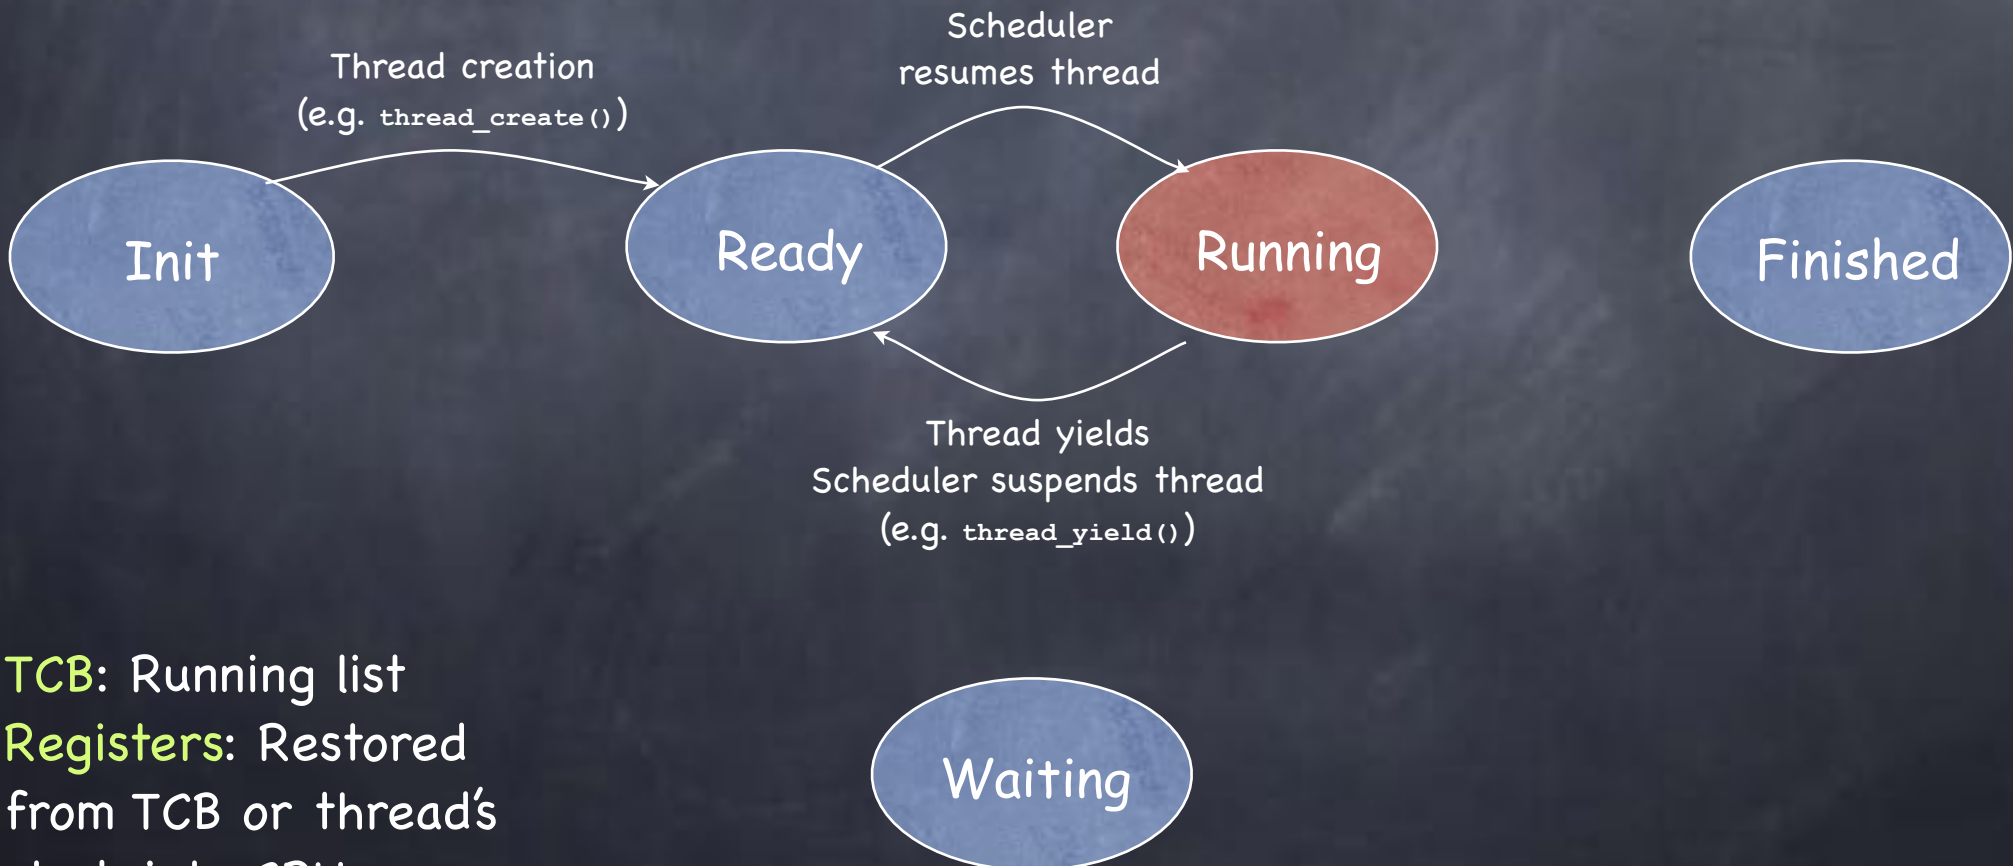 Scheduler
resumes thread
Thread creation
(e.g. thread_create())
Init
Ready
Running
Finished
Thread yields
Scheduler suspends thread
(e.g. thread_yield())
TCB: Running list
Registers: Restored
from TCB or thread's
Waiting